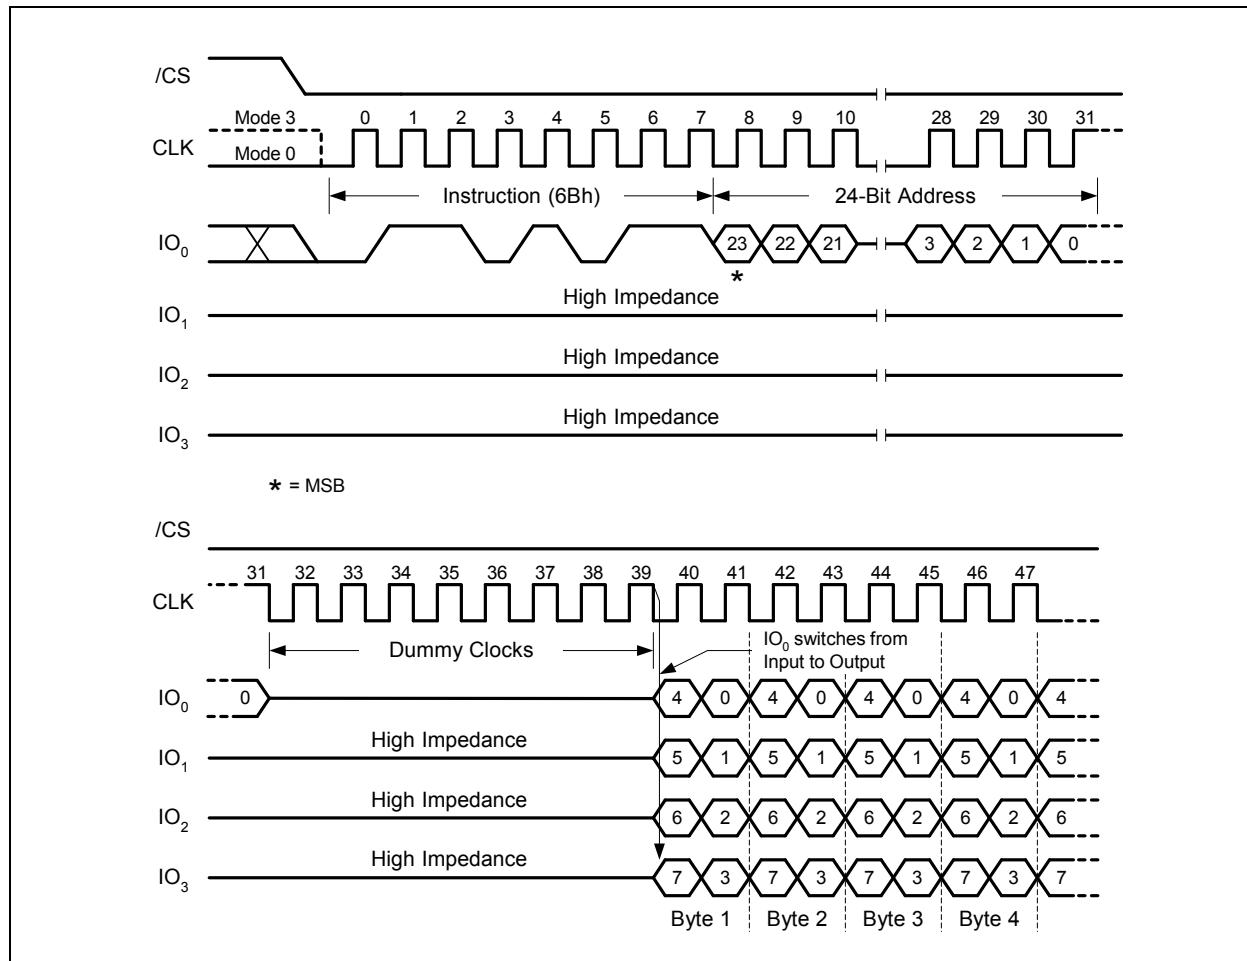 /CS
Mode 3 0 1 2 3 4 5 6 7 8 9 10 28 29 30 31
CLK
Mode 0
Instruction (6Bh) 24-Bit Address
IO0 23 22 21 3 2 1 0
*
High Impedance
IO1
High Impedance
IO2
High Impedance
IO3
* = MSB
/CS
31 32 33 34 35 36 37 38 39 40 41 42 43 44 45 46 47
CLK
Dummy Clocks IO0 switches from
Input to Output
IO0 0 4 0 4 0 4 0 4 0 4
High Impedance
IO1 5 1 5 1 5 1 5 1 5
High Impedance
IO2 6 2 6 2 6 2 6 2 6
High Impedance
IO3 7 3 7 3 7 3 7 3 7
Byte 1 Byte 2 Byte 3 Byte 4